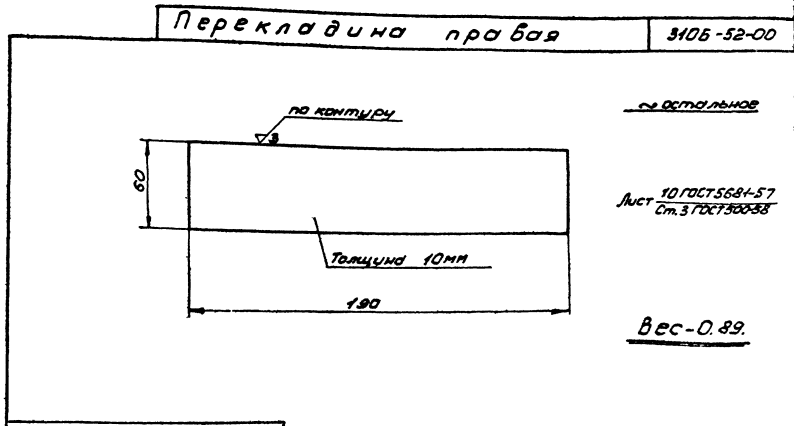 Перекладина правая
310Б-52-00
по контуру
3
~ остальное
60
Лист 10 ГОСТ 5681-57
Ст.3 ГОСТ 500-58
Толщина 10мм
190
Вес-0.89.